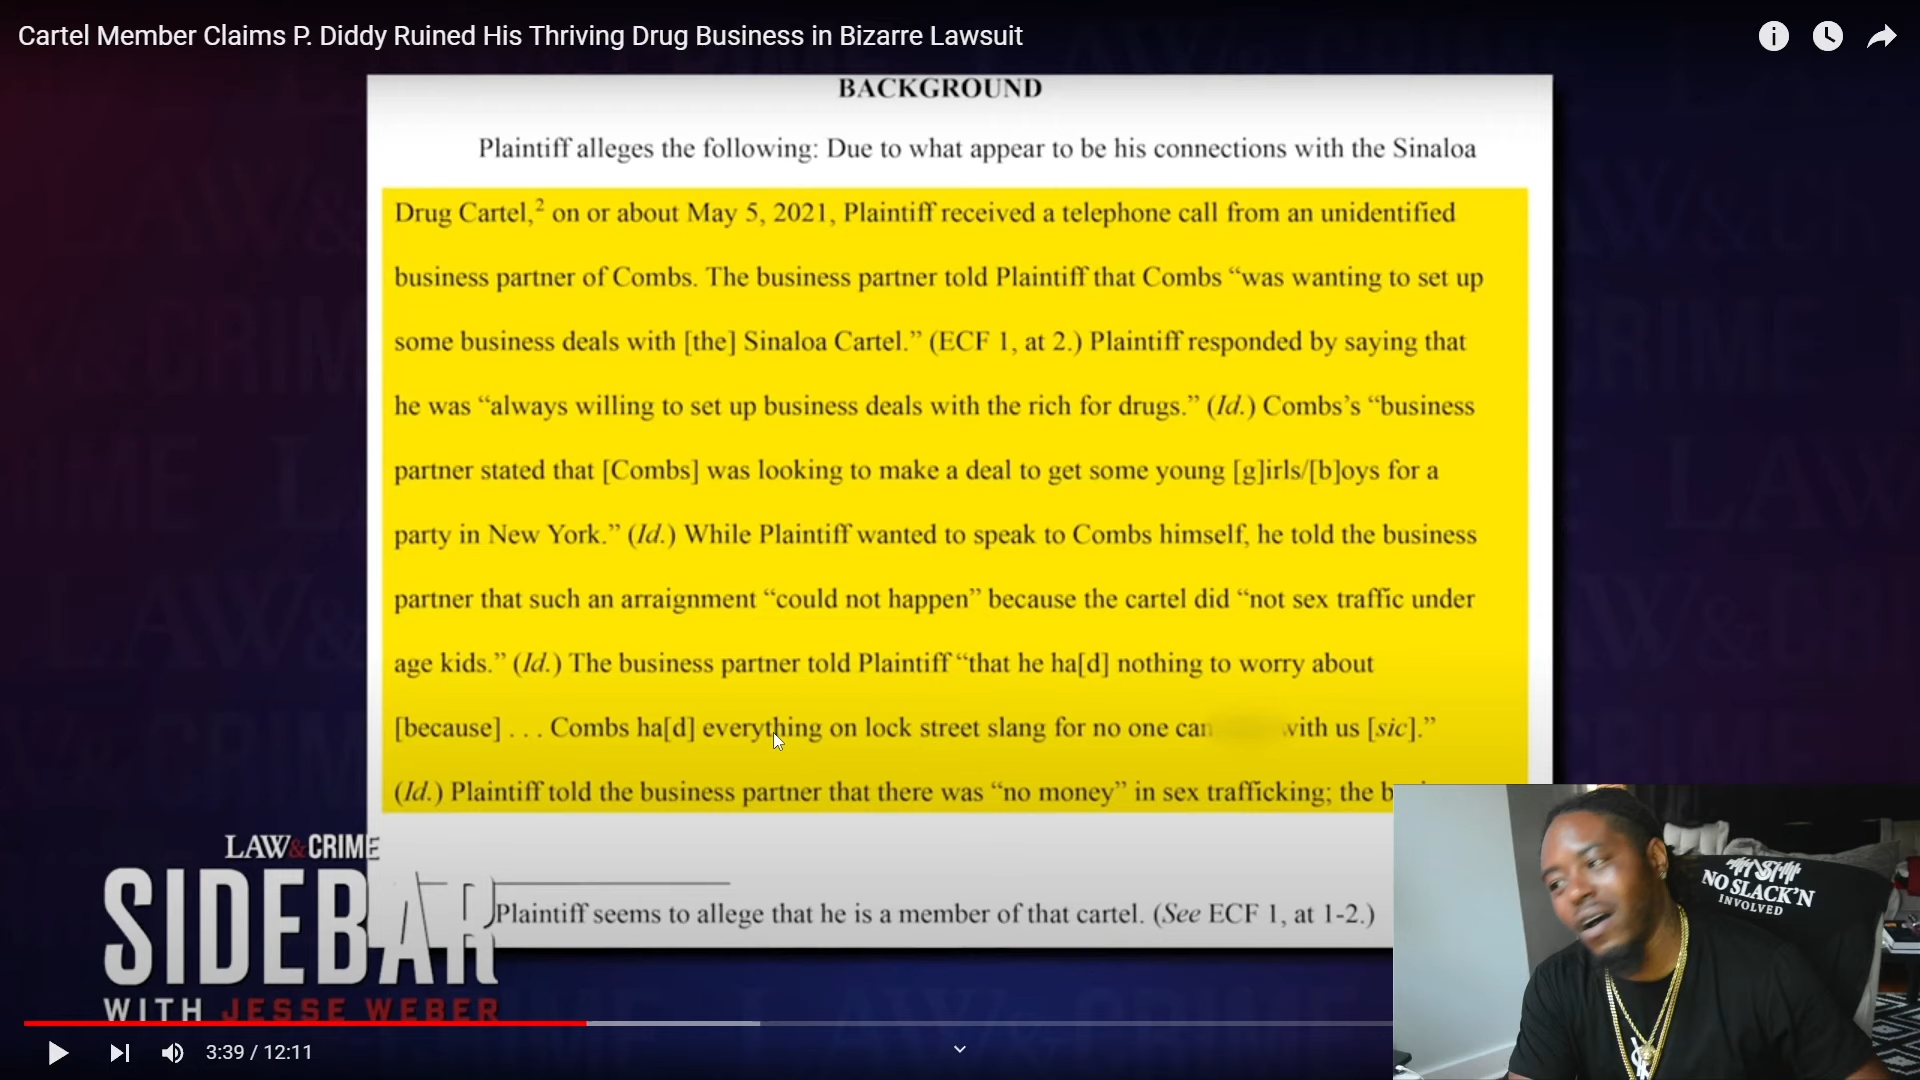 Cartel Member Claims P. Diddy Ruined His Thriving Drug Business in Bizarre Lawsuit
BACKGROUND
Plaintiff alleges the following: Due to what appear to be his connections with the Sinaloa
Drug Cartel,² on or about May 5, 2021, Plaintiff received a telephone call from an unidentified
business partner of Combs. The business partner told Plaintiff that Combs “was wanting to set up
some business deals with [the] Sinaloa Cartel.” (ECF 1, at 2.) Plaintiff responded by saying that
he was “always willing to set up business deals with the rich for drugs.” (Id.) Combs’s “business
partner stated that [Combs] was looking to make a deal to get some young [g]irls/[b]oys for a
party in New York.” (Id.) While Plaintiff wanted to speak to Combs himself, he told the business
partner that such an arraignment “could not happen” because the cartel did “not sex traffic under
age kids.” (Id.) The business partner told Plaintiff “that he ha[d] nothing to worry about
[because] . . . Combs ha[d] everything on lock street slang for no one can with us [sic].”
(Id.) Plaintiff told the business partner that there was “no money” in sex trafficking; the
Plaintiff seems to allege that he is a member of that cartel. (See ECF 1, at 1-2.)
LAW&CRIME
SIDEBAR
WITH JESSE WEBER
3:39 / 12:11
NO SLACK'N
INVOLVED